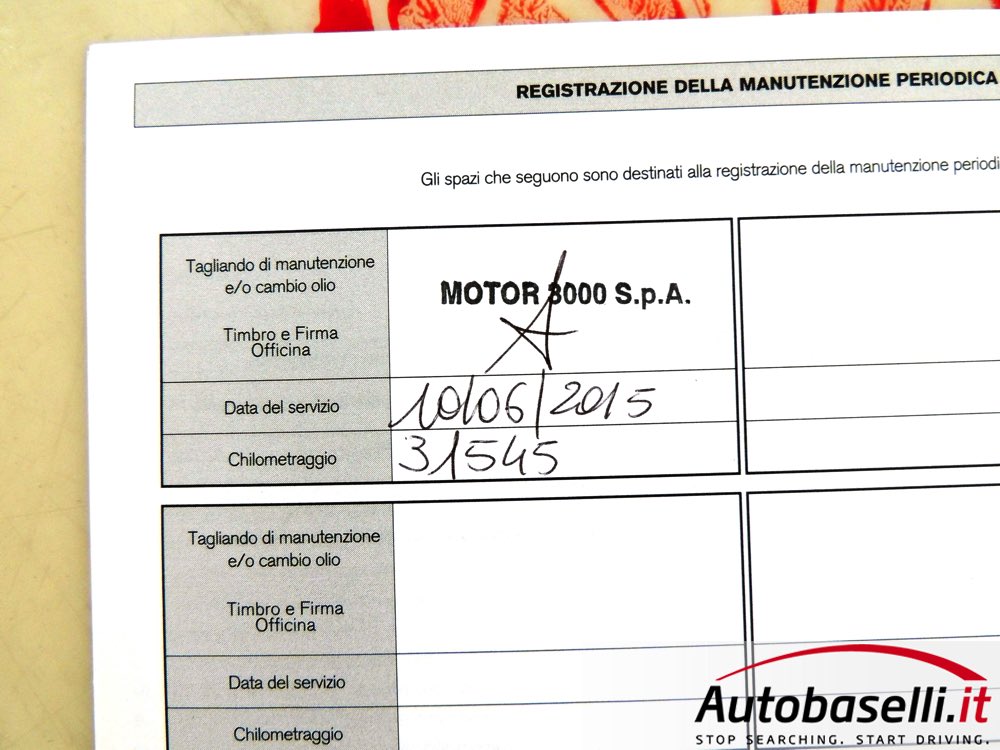 REGISTRAZIONE DELLA MANUTENZIONE PERIODICA
Gli spazi che seguono sono destinati alla registrazione della manutenzione periodi
Tagliando di manutenzione
e/o cambio olio
Timbro e Firma
Officina
MOTOR 3000 S.p.A.
Data del servizio
10/06/2015
Chilometraggio
31545
Tagliando di manutenzione
e/o cambio olio
Timbro e Firma
Officina
Data del servizio
Chilometraggio
Autobaselli.it
STOP SEARCHING. START DRIVING.